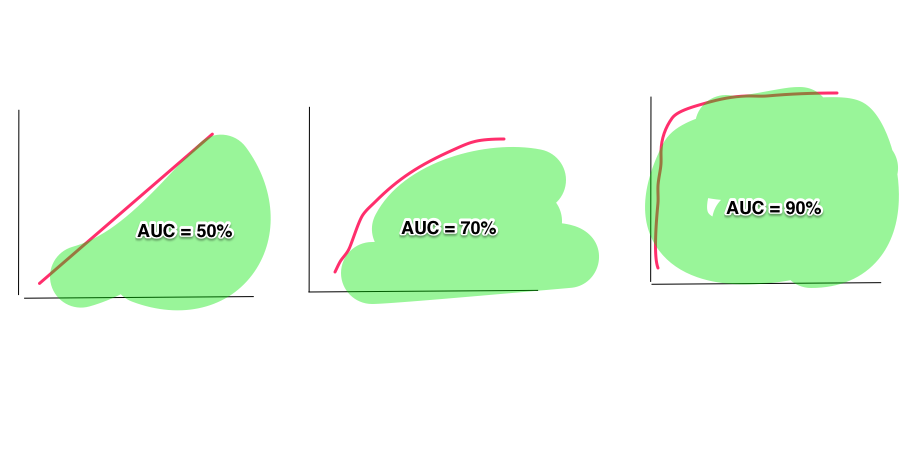 AUC = 50%
AUC = 70%
AUC = 90%